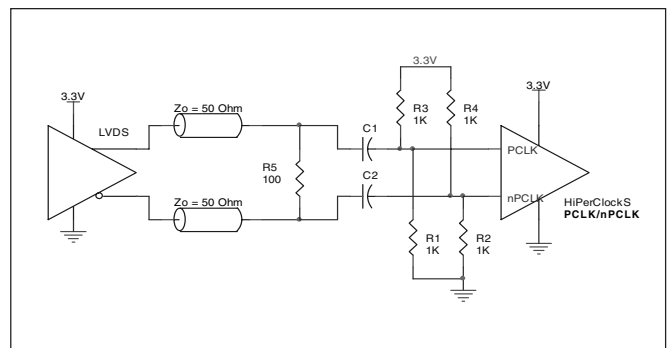 3.3V
LVDS
Zo = 50 Ohm
Zo = 50 Ohm
R5
100
C1
C2
3.3V
R3
1K
R4
1K
R1
1K
R2
1K
3.3V
PCLK
nPCLK
HiPerClockS
PCLK/nPCLK